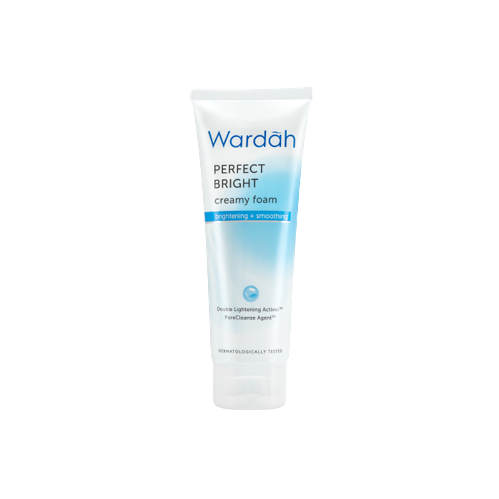 Wardah
PERFECT
BRIGHT
creamy foam
brightening + smoothing
Double Lightening Actives™
PoreCleanse Agent™
DERMATOLOGICALLY TESTED